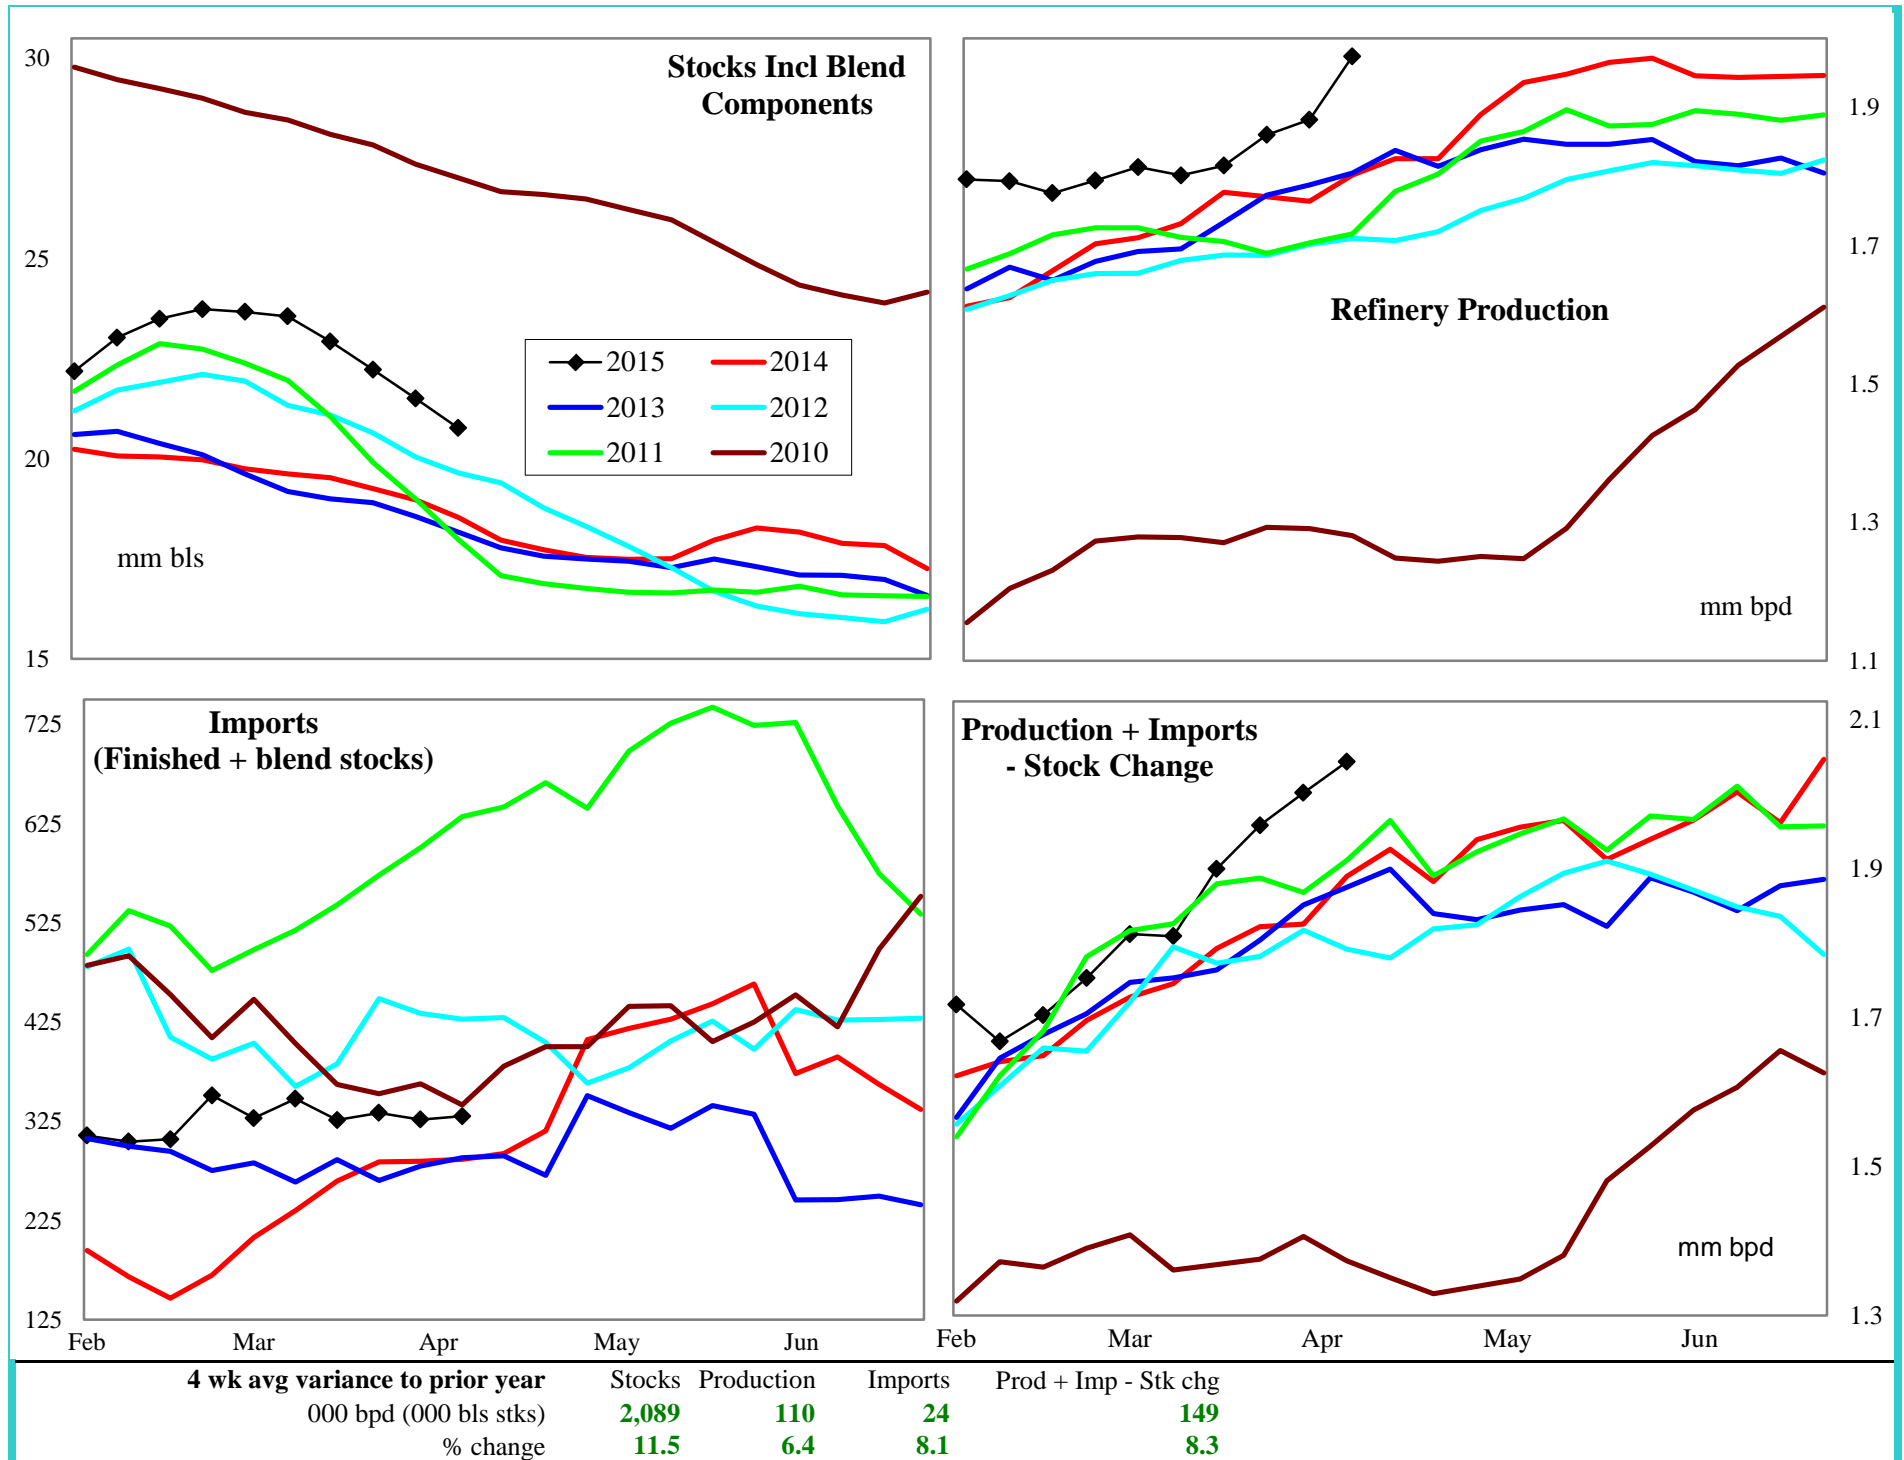 Stocks Incl Blend
Components
30
25
20
15
mm bls
2015 2014
2013 2012
2011 2010
Refinery Production
mm bpd
1.9
1.7
1.5
1.3
1.1
Imports
(Finished + blend stocks)
725
625
525
425
325
225
125
Feb Mar Apr May Jun
Production + Imports
- Stock Change
mm bpd
2.1
1.9
1.7
1.5
1.3
Feb Mar Apr May Jun
4 wk avg variance to prior year Stocks Production Imports Prod + Imp - Stk chg
000 bpd (000 bls stks) 2,089 110 24 149
% change 11.5 6.4 8.1 8.3